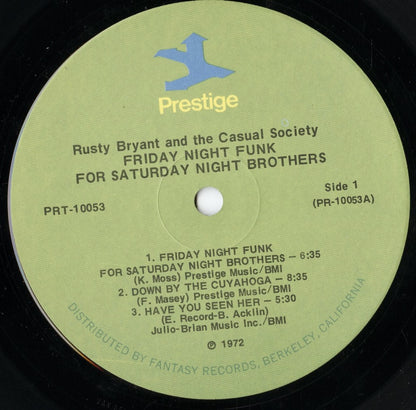 Prestige
Rusty Bryant and the Casual Society
FRIDAY NIGHT FUNK
FOR SATURDAY NIGHT BROTHERS
PRT-10053
Side 1
(PR-10053A)
1. FRIDAY NIGHT FUNK
FOR SATURDAY NIGHT BROTHERS – 6:35
(K. Moss) Prestige Music/BMI
2. DOWN BY THE CUYAHOGA – 8:35
(F. Masey) Prestige Music/BMI
3. HAVE YOU SEEN HER – 5:30
(E. Record-B. Acklin)
Julio-Brian Music Inc./BMI
℗ 1972
DISTRIBUTED BY FANTASY RECORDS, BERKELEY, CALIFORNIA